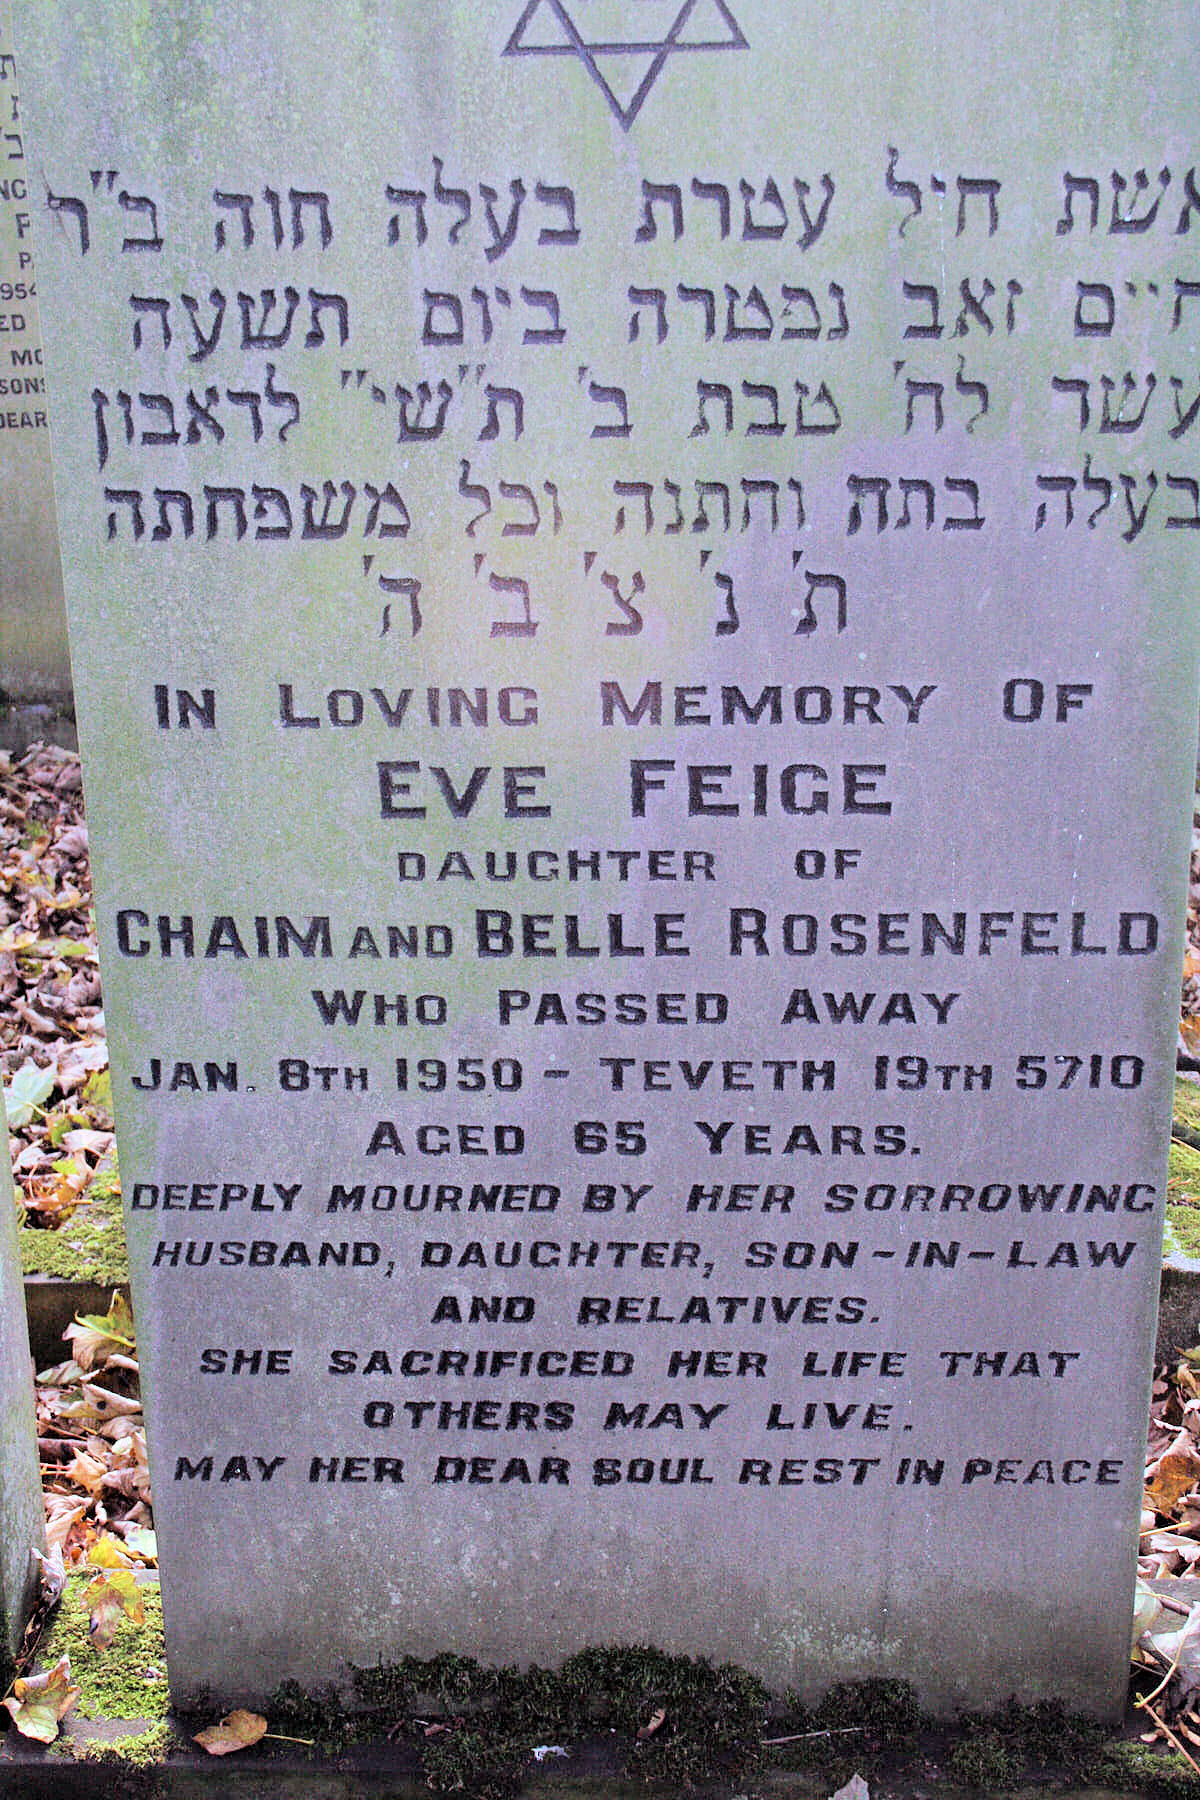 אשת חיל עטרת בעלה חוה ב"ר
חיים זאב נפטרה ביום תשעה
עשר לח' טבת ב' ת"ש"י לדאבון
בעלה בתה וחתנה וכל משפחתה
ת' נ' צ' ב' ה'
IN LOVING MEMORY OF
EVE FEIGE
DAUGHTER OF
CHAIM AND BELLE ROSENFELD
WHO PASSED AWAY
JAN. 8TH 1950 - TEVETH 19TH 5710
AGED 65 YEARS.
DEEPLY MOURNED BY HER SORROWING
HUSBAND, DAUGHTER, SON-IN-LAW
AND RELATIVES.
SHE SACRIFICED HER LIFE THAT
OTHERS MAY LIVE.
MAY HER DEAR SOUL REST IN PEACE